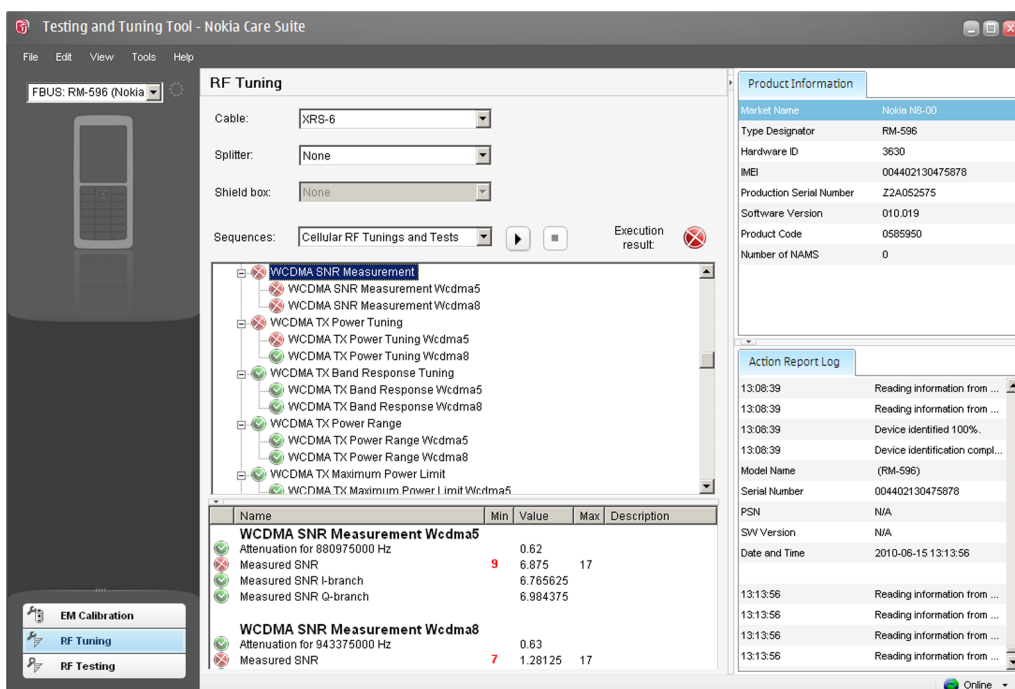 Testing and Tuning Tool - Nokia Care Suite
File Edit View Tools Help
FBUS: RM-596 (Nokia
RF Tuning
Cable: XRS-6
Splitter: None
Shield box: None
Sequences: Cellular RF Tunings and Tests
Execution
result:
WCDMA SNR Measurement
WCDMA SNR Measurement Wcdma5
WCDMA SNR Measurement Wcdma8
WCDMA TX Power Tuning
WCDMA TX Power Tuning Wcdma5
WCDMA TX Power Tuning Wcdma8
WCDMA TX Band Response Tuning
WCDMA TX Band Response Wcdma5
WCDMA TX Band Response Wcdma8
WCDMA TX Power Range
WCDMA TX Power Range Wcdma5
WCDMA TX Power Range Wcdma8
WCDMA TX Maximum Power Limit
WCDMA TX Maximum Power Limit Wcdma5
Name Min Value Max Description
WCDMA SNR Measurement Wcdma5
Attenuation for 880975000 Hz 0.62
Measured SNR 9 6.875 17
Measured SNR I-branch 6.765625
Measured SNR Q-branch 6.984375
WCDMA SNR Measurement Wcdma8
Attenuation for 943375000 Hz 0.63
Measured SNR 7 1.28125 17
EM Calibration
RF Tuning
RF Testing
Product Information
Market Name Nokia N8-00
Type Designator RM-596
Hardware ID 3630
IMEI 004402130475878
Production Serial Number Z2A052575
Software Version 010.019
Product Code 0585950
Number of NAMS 0
Action Report Log
13:08:39 Reading information from ...
13:08:39 Reading information from ...
13:08:39 Device identified 100%.
13:08:39 Device identification compl...
Model Name (RM-596)
Serial Number 004402130475878
PSN N/A
SW Version N/A
Date and Time 2010-06-15 13:13:56
13:13:56 Reading information from ...
13:13:56 Reading information from ...
13:13:56 Reading information from ...
13:13:56 Reading information from ...
Online